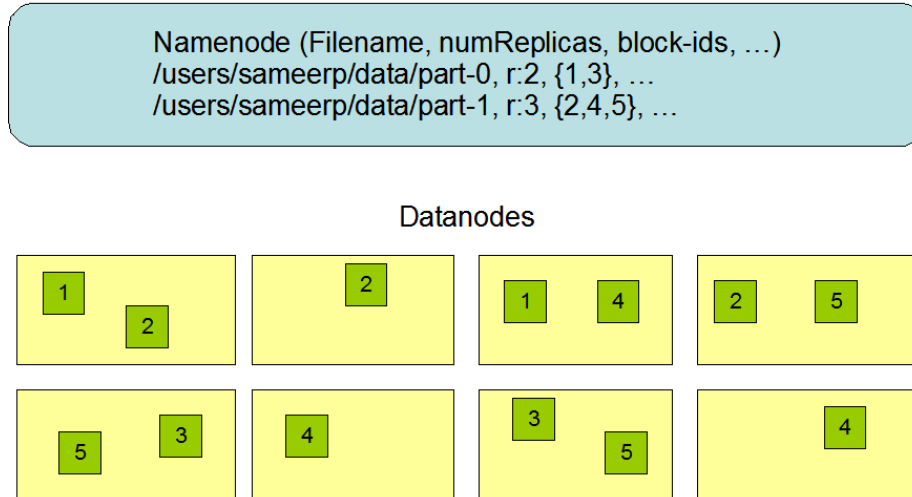 Namenode (Filename, numReplicas, block-ids, …)
/users/sameerp/data/part-0, r:2, {1,3}, …
/users/sameerp/data/part-1, r:3, {2,4,5}, …
Datanodes
1
2
2
1 4
2 5
5 3
4
3
5
4